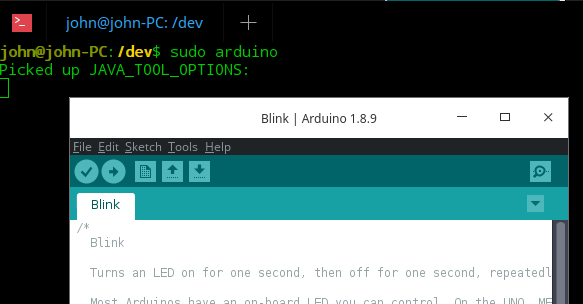 john@john-PC: /dev
john@john-PC: /dev$ sudo arduino
Picked up JAVA_TOOL_OPTIONS:
Blink | Arduino 1.8.9
File Edit Sketch Tools Help
Blink
/*
Blink
Turns an LED on for one second, then off for one second, repeatedl
Most Arduinos have an on-board LED you can control. On the UNO, ME